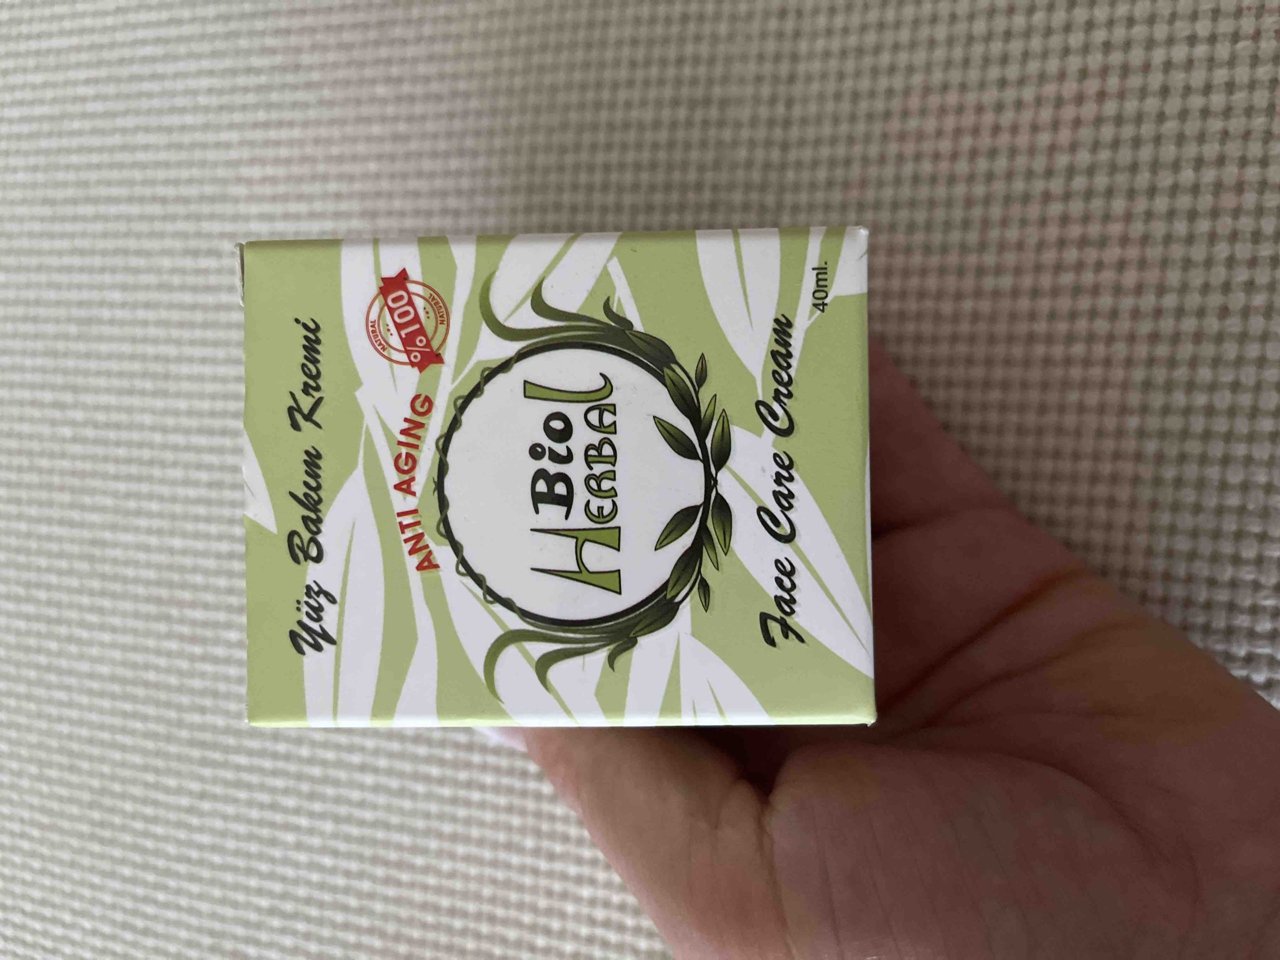 Yüz Bakım Kremi
ANTI AGING
NATURAL
%100
NATURAL
Bio
HERBAL
Face Care Cream
40ml.